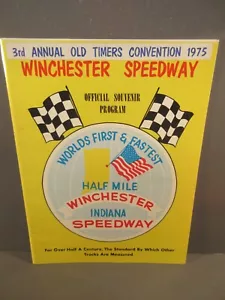 3rd ANNUAL OLD TIMERS CONVENTION 1975
WINCHESTER SPEEDWAY
OFFICIAL SOUVENIR
PROGRAM
WORLDS FIRST & FASTEST
HALF MILE
WINCHESTER
INDIANA
SPEEDWAY
For Over Half A Century, The Standard By Which Other
Tracks Are Measured